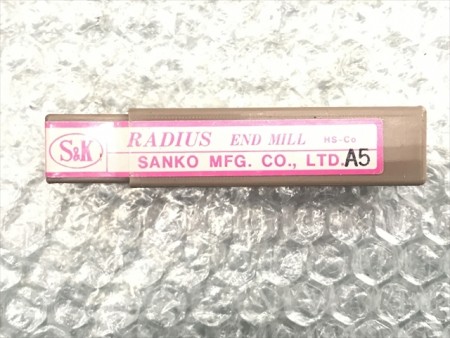 S&K
RADIUS END MILL HS-Co
SANKO MFG. CO., LTD. A5